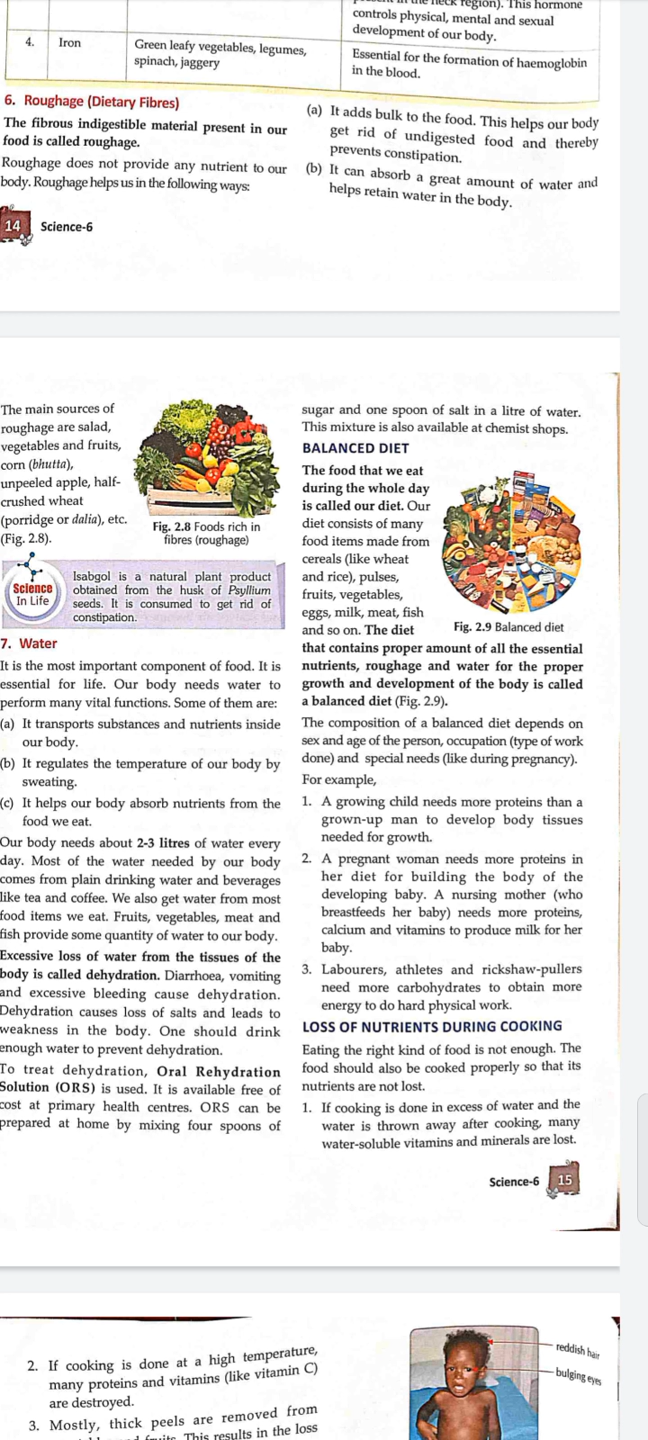 present in the neck region). This hormone
controls physical, mental and sexual
development of our body.
4. Iron Green leafy vegetables, legumes,
spinach, jaggery
Essential for the formation of haemoglobin
in the blood.
6. Roughage (Dietary Fibres)
The fibrous indigestible material present in our
food is called roughage.
Roughage does not provide any nutrient to our
body. Roughage helps us in the following ways:
(a) It adds bulk to the food. This helps our body
get rid of undigested food and thereby
prevents constipation.
(b) It can absorb a great amount of water and
helps retain water in the body.
14 Science-6
The main sources of
roughage are salad,
vegetables and fruits,
corn (bhutta),
unpeeled apple, half-
crushed wheat
(porridge or dalia), etc.
(Fig. 2.8).
Fig. 2.8 Foods rich in
fibres (roughage)
Science
In Life
Isabgol is a natural plant product
obtained from the husk of Psyllium
seeds. It is consumed to get rid of
constipation.
7. Water
It is the most important component of food. It is
essential for life. Our body needs water to
perform many vital functions. Some of them are:
(a) It transports substances and nutrients inside
our body.
(b) It regulates the temperature of our body by
sweating.
(c) It helps our body absorb nutrients from the
food we eat.
Our body needs about 2-3 litres of water every
day. Most of the water needed by our body
comes from plain drinking water and beverages
like tea and coffee. We also get water from most
food items we eat. Fruits, vegetables, meat and
fish provide some quantity of water to our body.
Excessive loss of water from the tissues of the
body is called dehydration. Diarrhoea, vomiting
and excessive bleeding cause dehydration.
Dehydration causes loss of salts and leads to
weakness in the body. One should drink
enough water to prevent dehydration.
To treat dehydration, Oral Rehydration
Solution (ORS) is used. It is available free of
cost at primary health centres. ORS can be
prepared at home by mixing four spoons of
sugar and one spoon of salt in a litre of water.
This mixture is also available at chemist shops.
BALANCED DIET
The food that we eat
during the whole day
is called our diet. Our
diet consists of many
food items made from
cereals (like wheat
and rice), pulses,
fruits, vegetables,
eggs, milk, meat, fish
and so on. The diet
Fig. 2.9 Balanced diet
that contains proper amount of all the essential
nutrients, roughage and water for the proper
growth and development of the body is called
a balanced diet (Fig. 2.9).
The composition of a balanced diet depends on
sex and age of the person, occupation (type of work
done) and special needs (like during pregnancy).
For example,
1. A growing child needs more proteins than a
grown-up man to develop body tissues
needed for growth.
2. A pregnant woman needs more proteins in
her diet for building the body of the
developing baby. A nursing mother (who
breastfeeds her baby) needs more proteins,
calcium and vitamins to produce milk for her
baby.
3. Labourers, athletes and rickshaw-pullers
need more carbohydrates to obtain more
energy to do hard physical work.
LOSS OF NUTRIENTS DURING COOKING
Eating the right kind of food is not enough. The
food should also be cooked properly so that its
nutrients are not lost.
1. If cooking is done in excess of water and the
water is thrown away after cooking, many
water-soluble vitamins and minerals are lost.
Science-6 15
2. If cooking is done at a high temperature,
many proteins and vitamins (like vitamin C)
are destroyed.
3. Mostly, thick peels are removed from
fruits. This results in the loss
reddish hair
bulging eyes